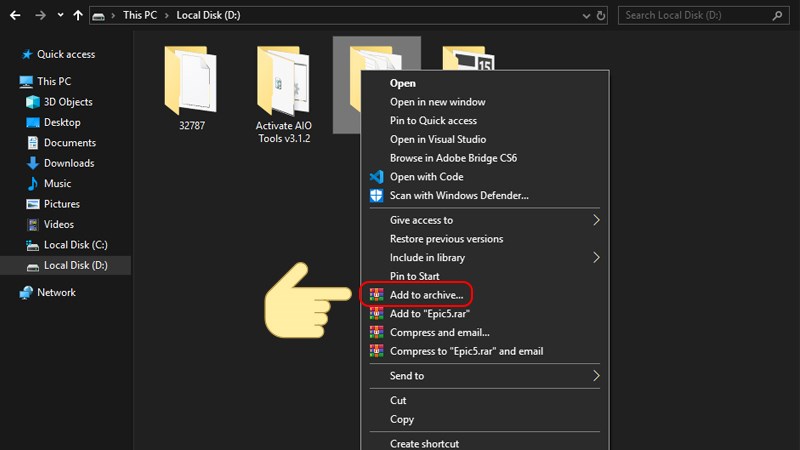 This PC > Local Disk (D:)
Search Local Disk (D:)
Quick access
This PC
3D Objects
Desktop
Documents
Downloads
Music
Pictures
Videos
Local Disk (C:)
Local Disk (D:)
Network
32787
Activate AIO
Tools v3.1.2
15
Open
Open in new window
Pin to Quick access
Open in Visual Studio
Browse in Adobe Bridge CS6
Open with Code
Scan with Windows Defender...
Give access to
Restore previous versions
Include in library
Pin to Start
Add to archive...
Add to "Epic5.rar"
Compress and email...
Compress to "Epic5.rar" and email
Send to
Cut
Copy
Create shortcut